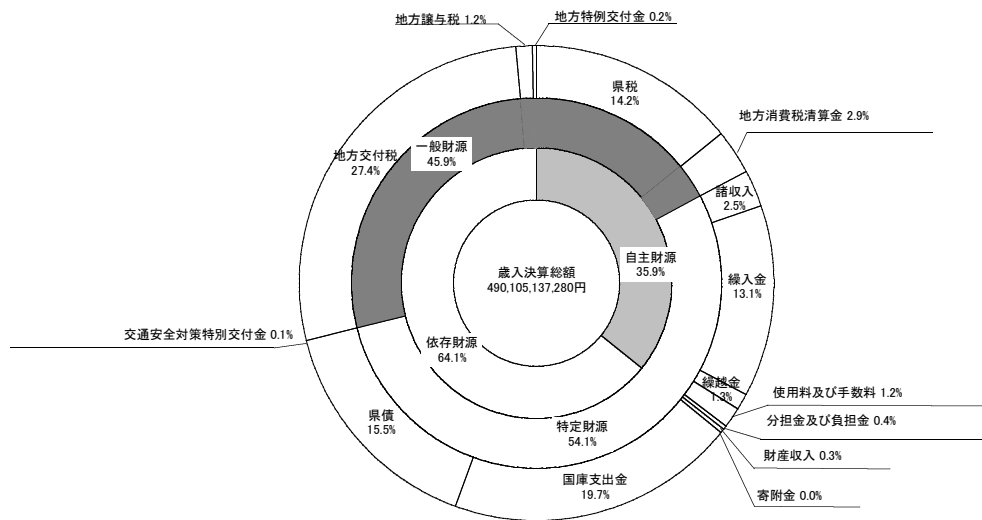 地方譲与税 1.2%
地方特例交付金 0.2%
県税
14.2%
地方消費税清算金 2.9%
諸収入
2.5%
繰入金
13.1%
繰越金
1.3%
使用料及び手数料 1.2%
分担金及び負担金 0.4%
財産収入 0.3%
寄附金 0.0%
国庫支出金
19.7%
県債
15.5%
交通安全対策特別交付金 0.1%
地方交付税
27.4%
一般財源
45.9%
特定財源
54.1%
自主財源
35.9%
依存財源
64.1%
歳入決算総額
490,105,137,280円